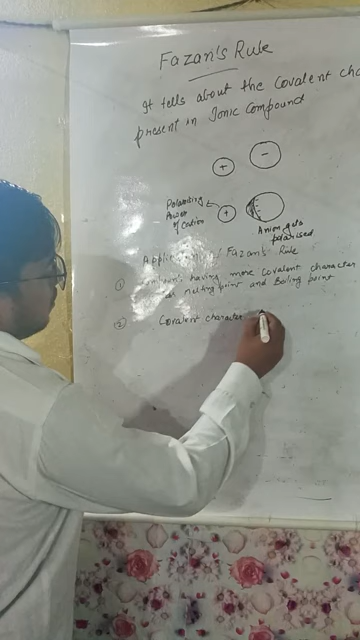 Fazan's Rule
It tells about the Covalent cha
present in Ionic Compound
+
-
Polarising
Power
of cation
+
Anion gets
polarised
Fazan's Rule
①
having more Covalent character
melting point and Boiling point
② Covalent character